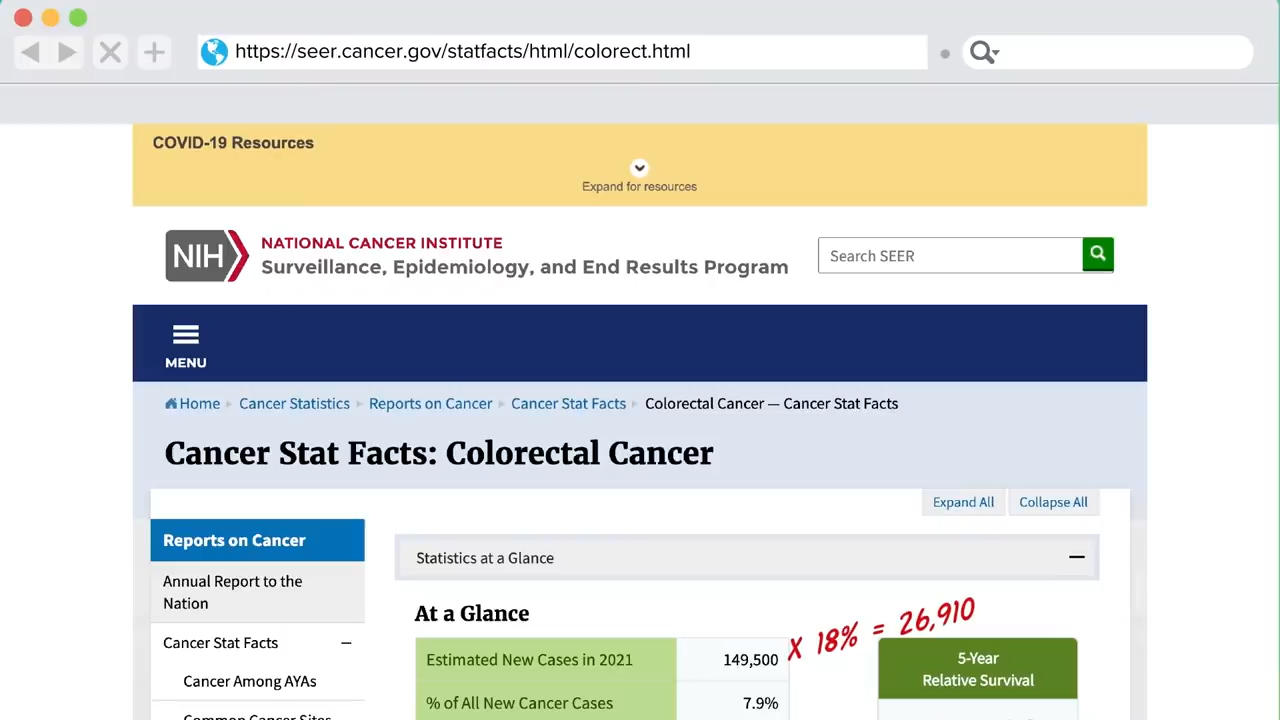 https://seer.cancer.gov/statfacts/html/colorect.html
COVID-19 Resources
Expand for resources
NIH
NATIONAL CANCER INSTITUTE
Surveillance, Epidemiology, and End Results Program
Search SEER
MENU
Home Cancer Statistics Reports on Cancer Cancer Stat Facts Colorectal Cancer — Cancer Stat Facts
Cancer Stat Facts: Colorectal Cancer
Expand All Collapse All
Reports on Cancer
Annual Report to the
Nation
Cancer Stat Facts
Cancer Among AYAs
Common Cancer Sites
Statistics at a Glance
At a Glance
Estimated New Cases in 2021 149,500
x 18% = 26,910
% of All New Cancer Cases 7.9%
5-Year
Relative Survival